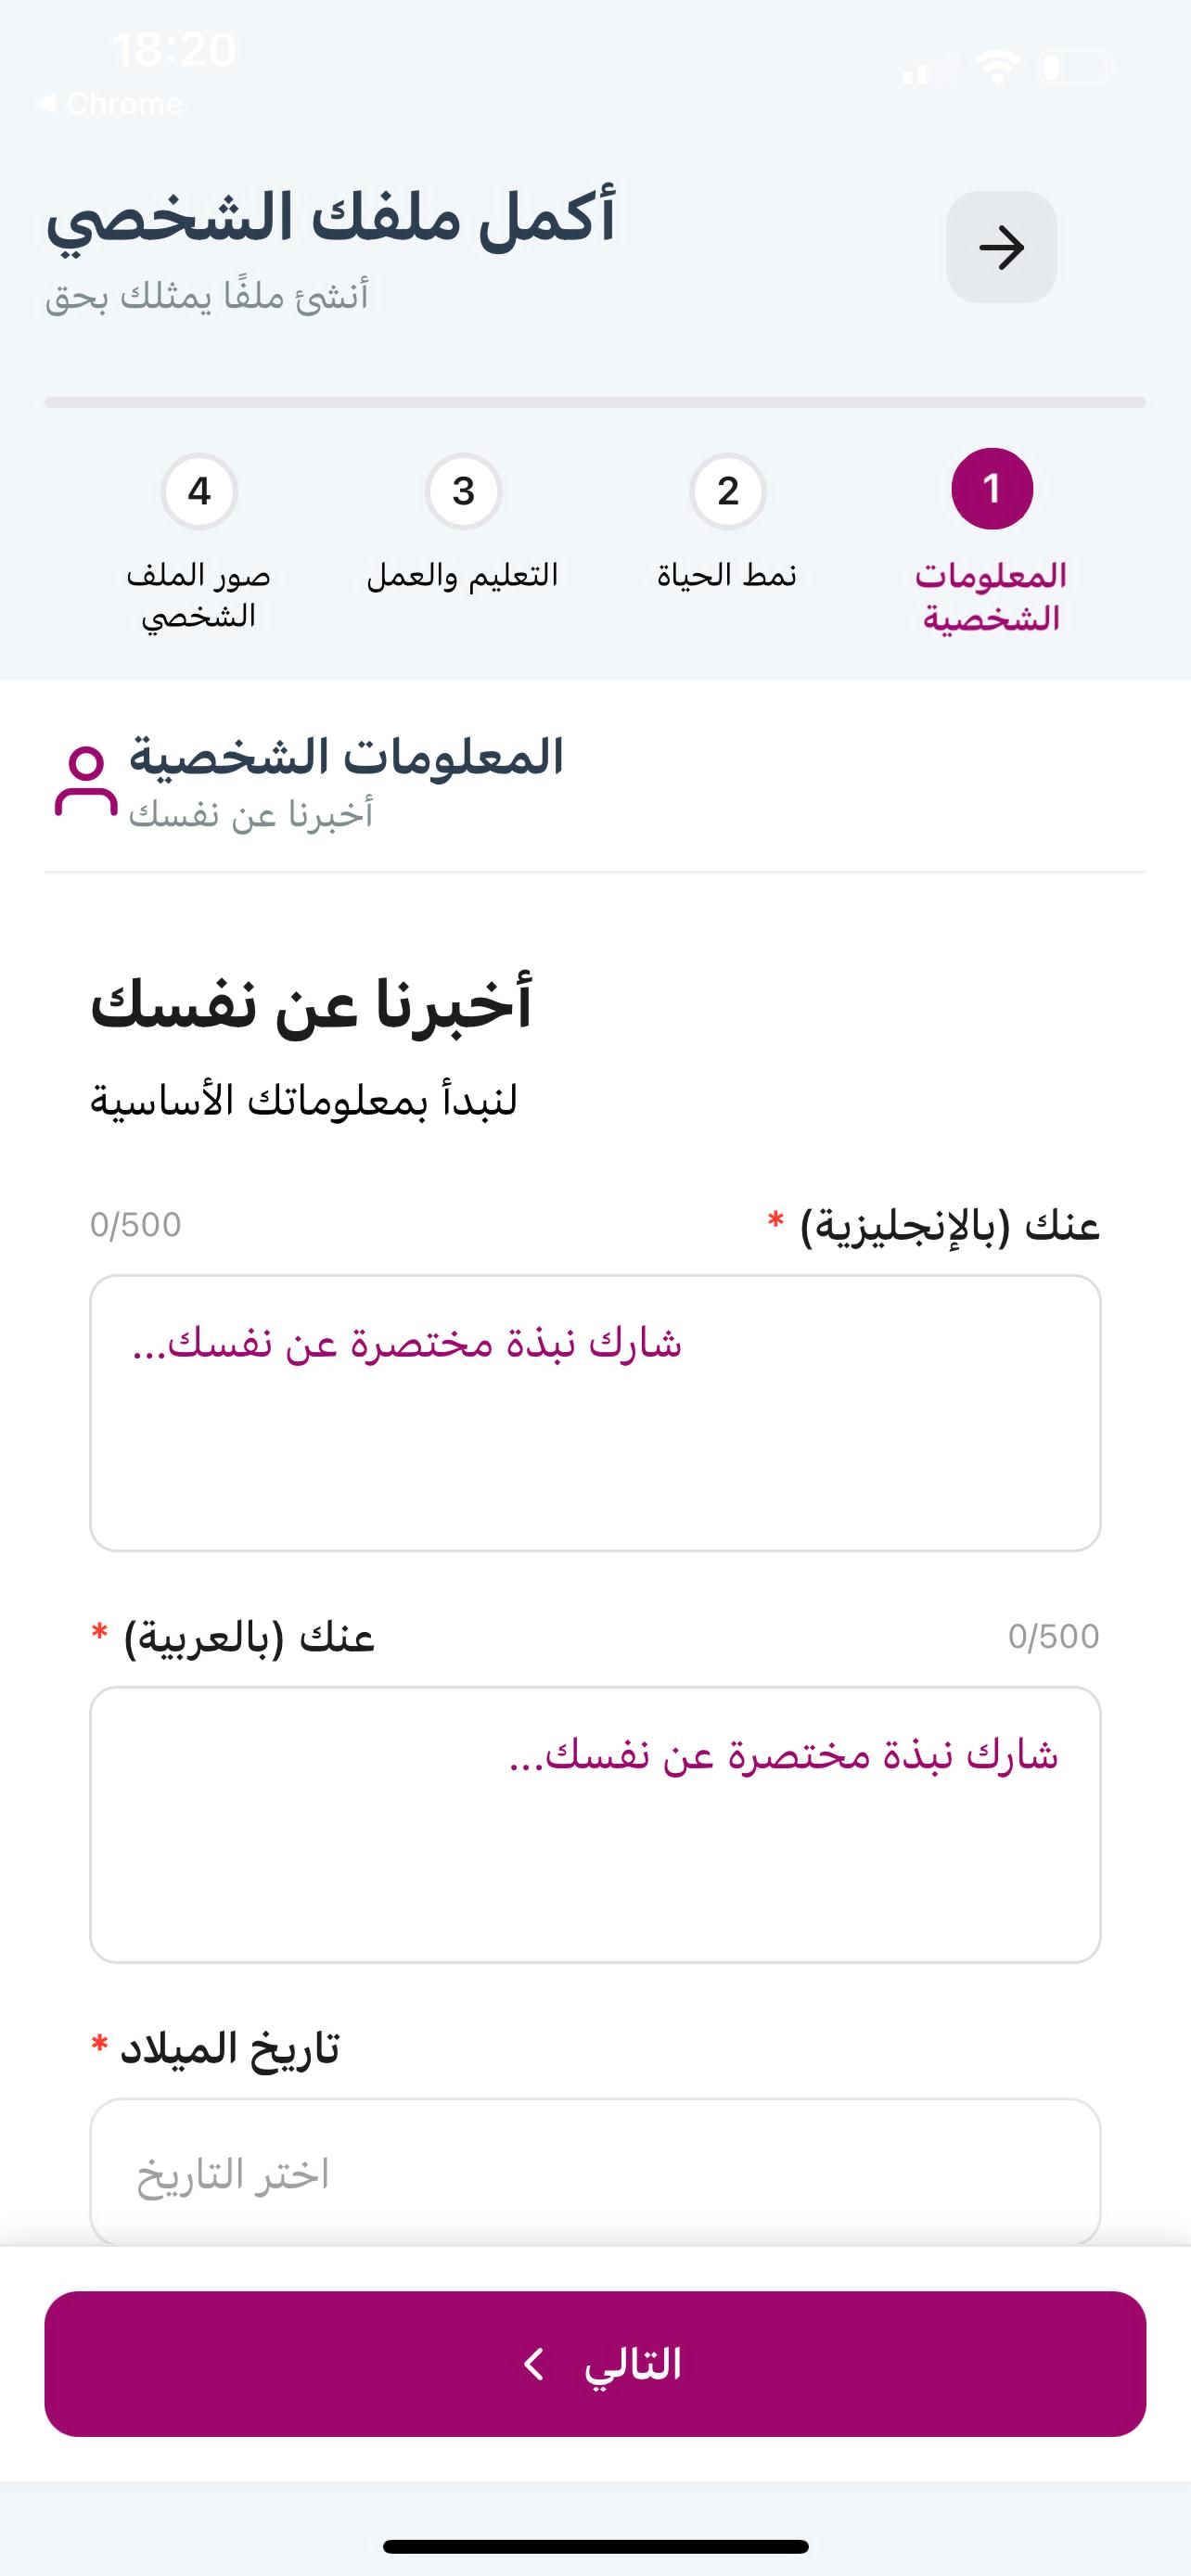 18:20
◀ Chrome
أكمل ملفك الشخصي
أنشئ ملفًا يمثلك بحق
1
2
3
4
المعلومات الشخصية
نمط الحياة
التعليم والعمل
صور الملف الشخصي
المعلومات الشخصية
أخبرنا عن نفسك
أخبرنا عن نفسك
لنبدأ بمعلوماتك الأساسية
عنك (بالإنجليزية) *
0/500
شارك نبذة مختصرة عن نفسك...
عنك (بالعربية) *
0/500
شارك نبذة مختصرة عن نفسك...
تاريخ الميلاد *
اختر التاريخ
التالي